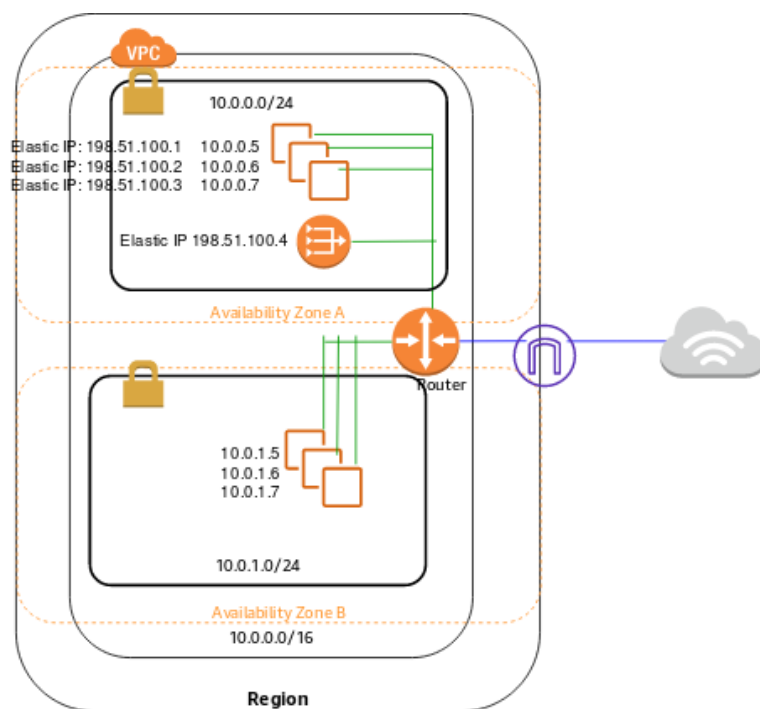 VPC
10.0.0.0/24
Elastic IP: 198.51.100.1 10.0.0.5
Elastic IP: 198.51.100.2 10.0.0.6
Elastic IP: 198.51.100.3 10.0.0.7
Elastic IP 198.51.100.4
Availability Zone A
Router
10.0.1.5
10.0.1.6
10.0.1.7
10.0.1.0/24
Availability Zone B
10.0.0.0/16
Region